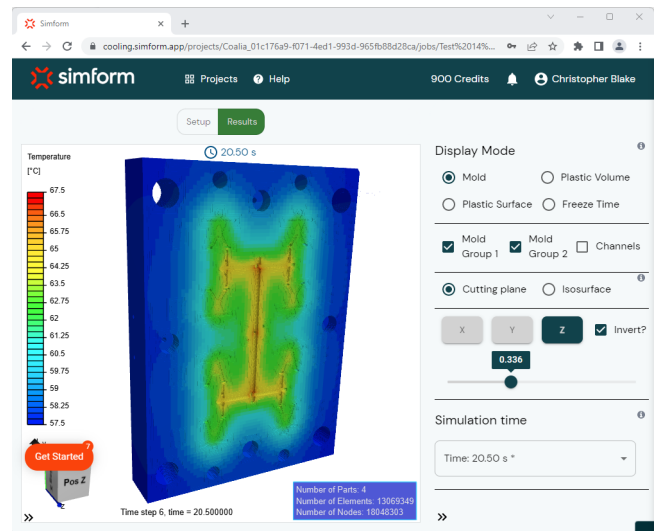 Simform
cooling.simform.app/projects/Coalia_01c176a9-f071-4ed1-993d-965fb88d28ca/jobs/Test%2014%...
simform
Projects
Help
900 Credits
Christopher Blake
Setup
Results
20.50 s
Temperature
[°C]
67.5
66.5
65.75
65
64.25
63.5
62.75
62
61.25
60.5
59.75
59
58.25
57.5
Get Started
7
Pos Z
Z
Time step 6, time = 20.500000
Number of Parts: 4
Number of Elements: 13069349
Number of Nodes: 18048303
Display Mode
Mold
Plastic Volume
Plastic Surface
Freeze Time
Mold Group 1
Mold Group 2
Channels
Cutting plane
Isosurface
X
Y
Z
Invert?
0.336
Simulation time
Time: 20.50 s *